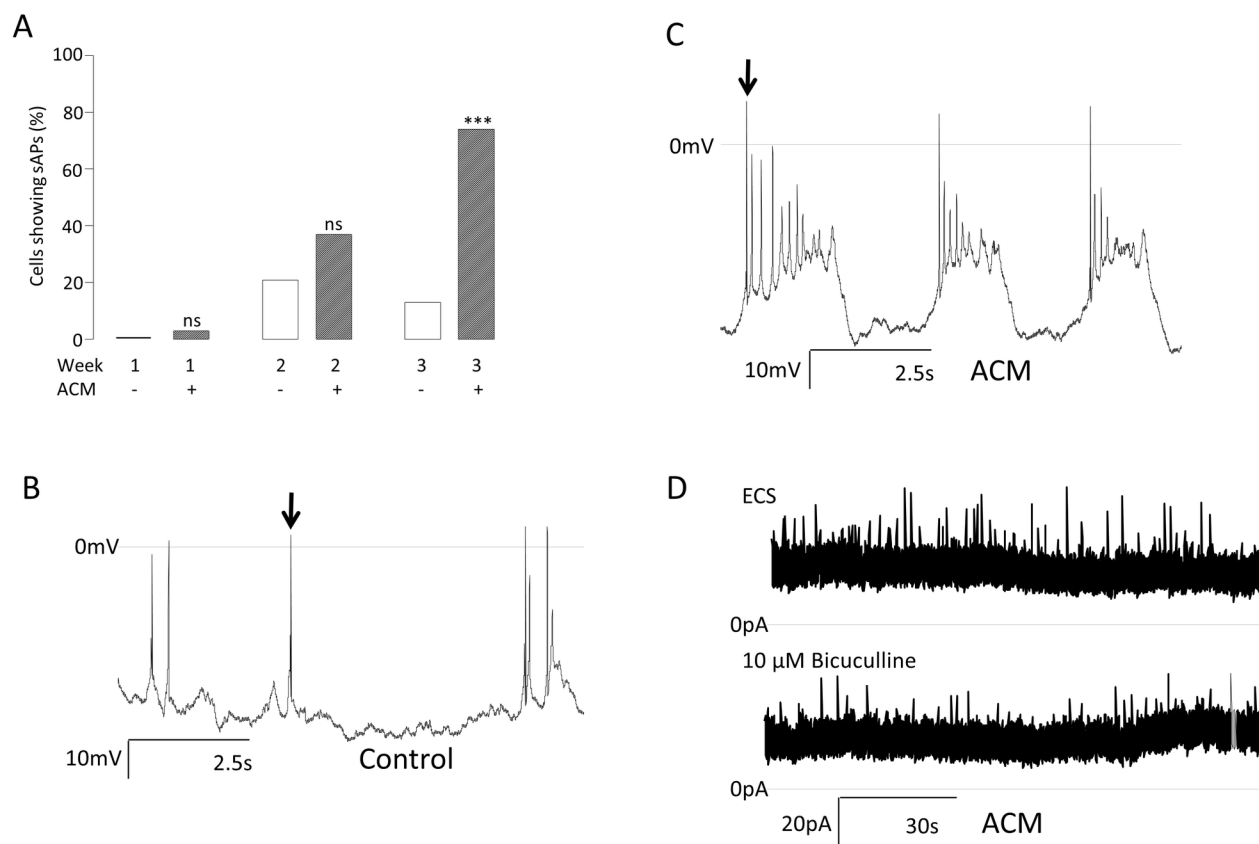 A
Cells showing sAPs (%)
100
80
60
40
20
0
ns
ns
***
Week 1 1 2 2 3 3
ACM - + - + - +
B
0mV
10mV
2.5s
Control
C
0mV
10mV
2.5s
ACM
D
ECS
0pA
10 µM Bicuculline
0pA
20pA
30s
ACM